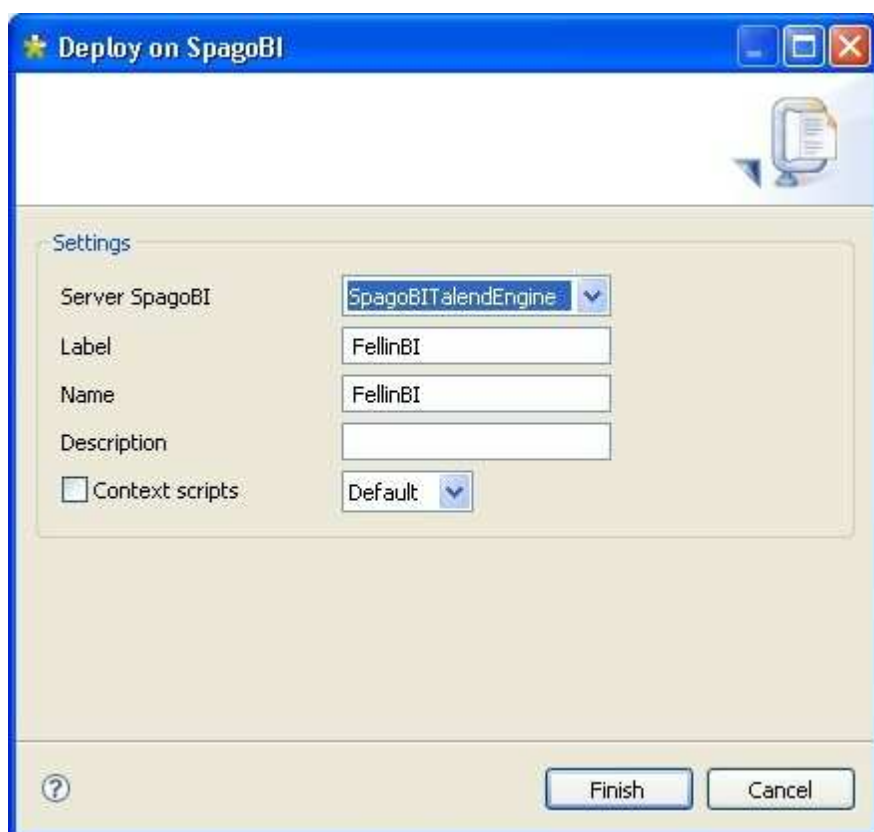 Deploy on SpagoBI
Settings
Server SpagoBI SpagoBITalendEngine
Label FellinBI
Name FellinBI
Description
Context scripts Default
? Finish Cancel